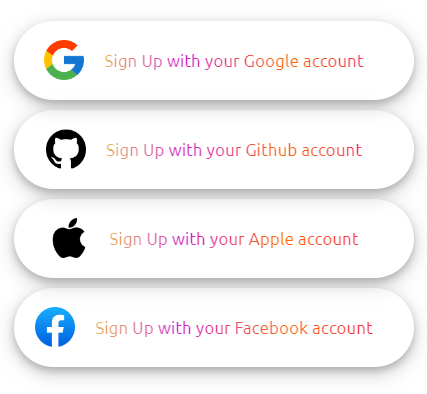 Sign Up with your Google account
Sign Up with your Github account
Sign Up with your Apple account
Sign Up with your Facebook account